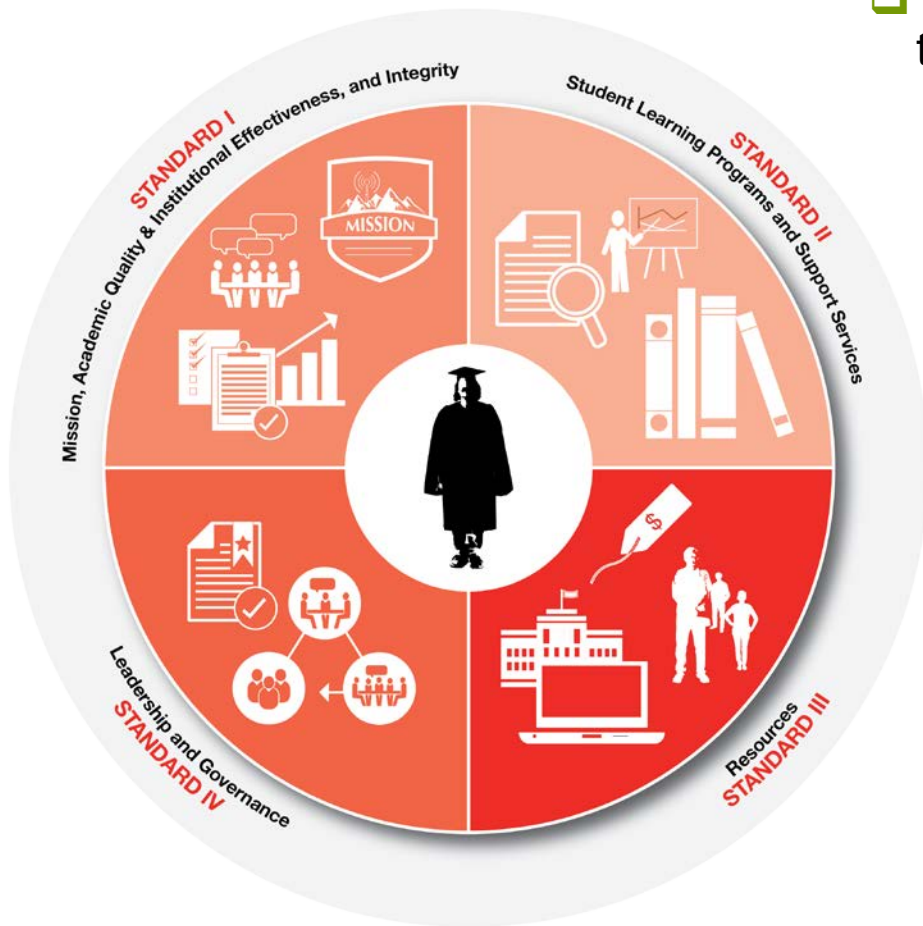 t
STANDARD I
Mission, Academic Quality & Institutional Effectiveness, and Integrity
MISSION
STANDARD II
Student Learning Programs and Support Services
$
Resources
STANDARD III
Leadership and Governance
STANDARD IV